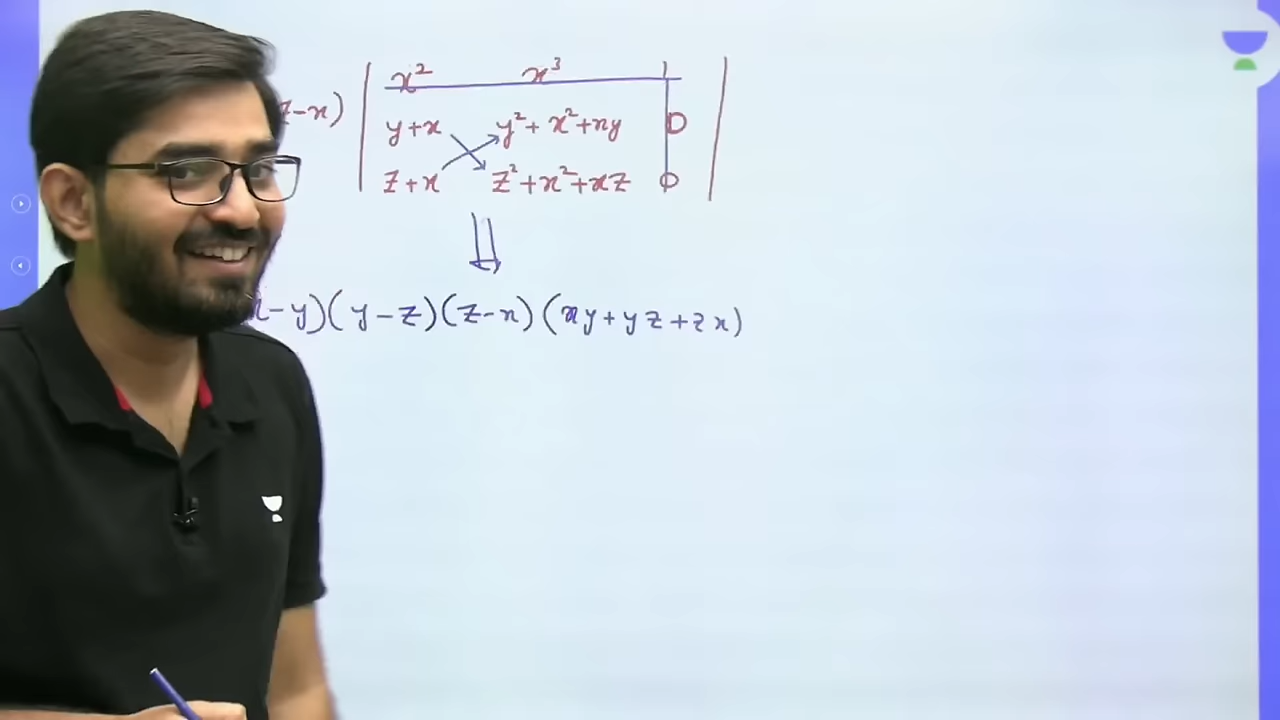 x² x³ 1
z-x) y+x y²+x²+xy 0
z+x z²+x²+xz 0
-y)(y-z)(z-x)(xy+yz+zx)